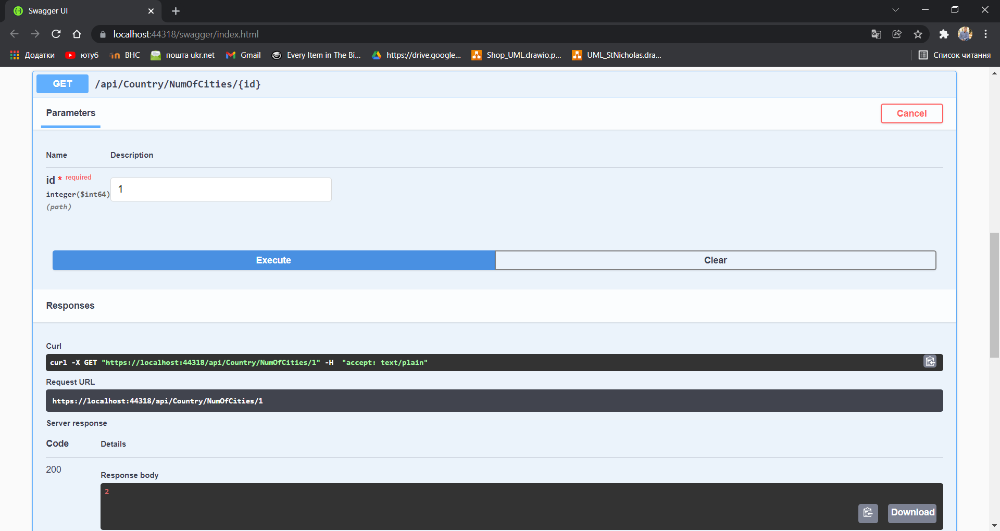 Swagger UI
localhost:44318/swagger/index.html
Додатки ютуб ВНС пошта ukr.net Gmail Every Item in The Bi... https://drive.google... Shop_UML.drawio.p... UML_StNicholas.dra... Список читання
GET /api/Country/NumOfCities/{id}
Parameters Cancel
Name Description
id * required
1
integer($int64)
(path)
Execute Clear
Responses
Curl
curl -X GET "https://localhost:44318/api/Country/NumOfCities/1" -H  "accept: text/plain"
Request URL
https://localhost:44318/api/Country/NumOfCities/1
Server response
Code Details
200
Response body
2
Download